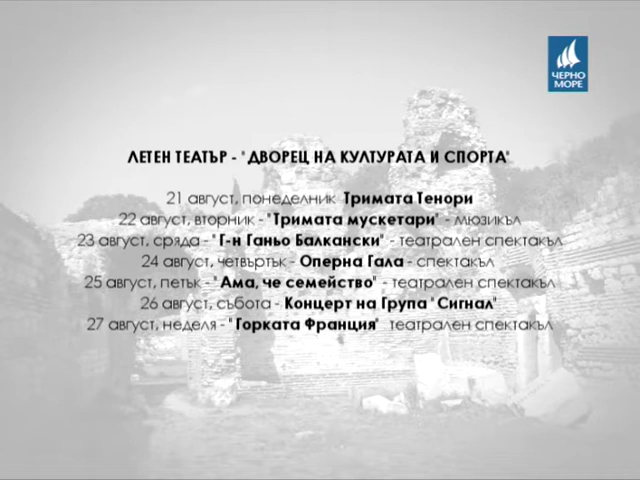 ЧЕРНО
МОРЕ
ЛЕТЕН ТЕАТЪР - "ДВОРЕЦ НА КУЛТУРАТА И СПОРТА"
21 август, понеделник Тримата Тенори
22 август, вторник - "Тримата мускетари" - мюзикъл
23 август, сряда - "Г-н Ганьо Балкански" - театрален спектакъл
24 август, четвъртък - Оперна Гала - спектакъл
25 август, петък - "Ама, че семейство" - театрален спектакъл
26 август, събота - Концерт на Група "Сигнал"
27 август, неделя - "Горката Франция" театрален спектакъл